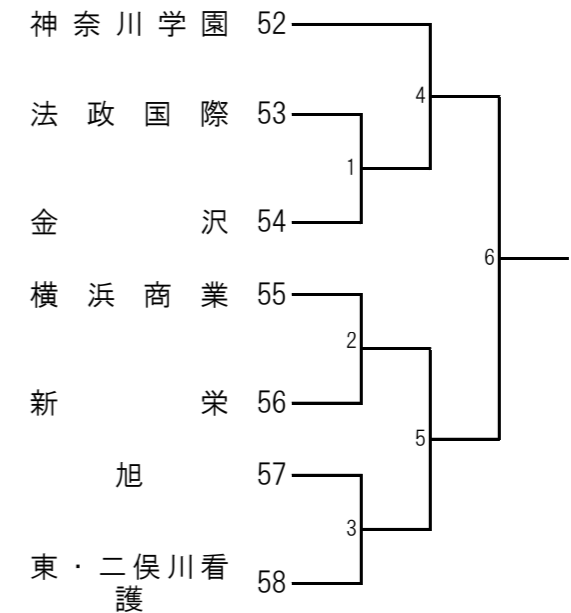 神奈川学園 52
4
法政国際 53
1
金沢 54
6
横浜商業 55
2
新栄 56
5
旭 57
3
東・二俣川看
護 58